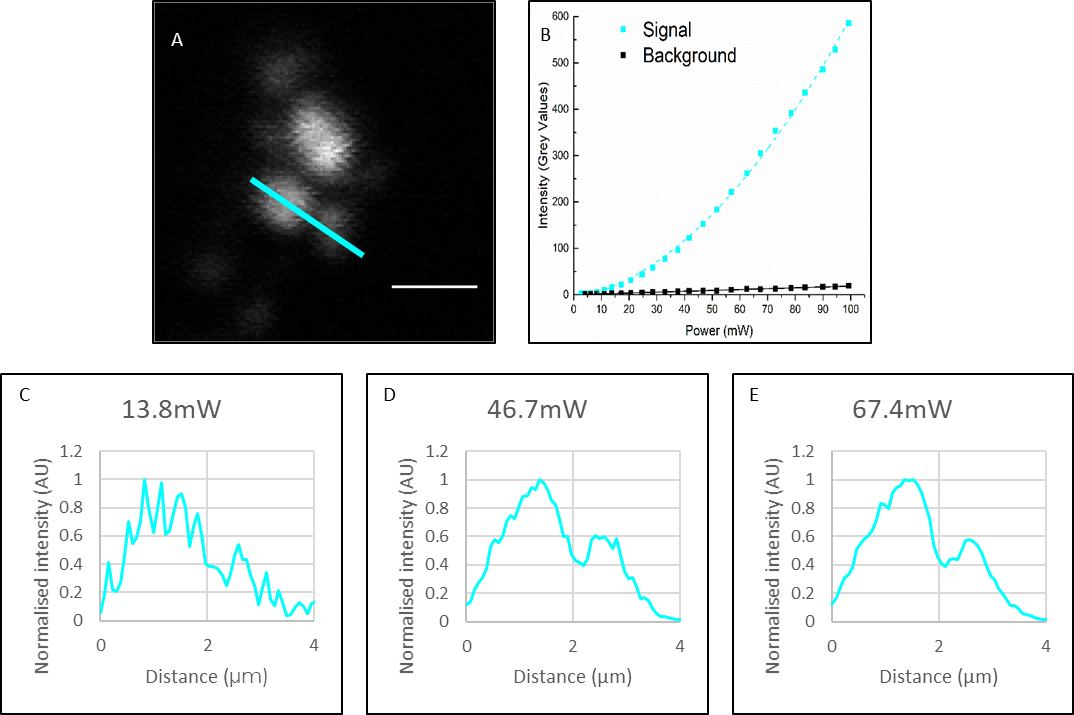 A
B
Signal
Background
Intensity (Grey Values)
600
500
400
300
200
100
0
0 10 20 30 40 50 60 70 80 90 100
Power (mW)
C
13.8mW
Normalised intensity (AU)
1.2
1
0.8
0.6
0.4
0.2
0
0 2 4
Distance (μm)
D
46.7mW
Normalised intensity (AU)
1.2
1
0.8
0.6
0.4
0.2
0
0 2 4
Distance (μm)
E
67.4mW
Normalised intensity (AU)
1.2
1
0.8
0.6
0.4
0.2
0
0 2 4
Distance (μm)